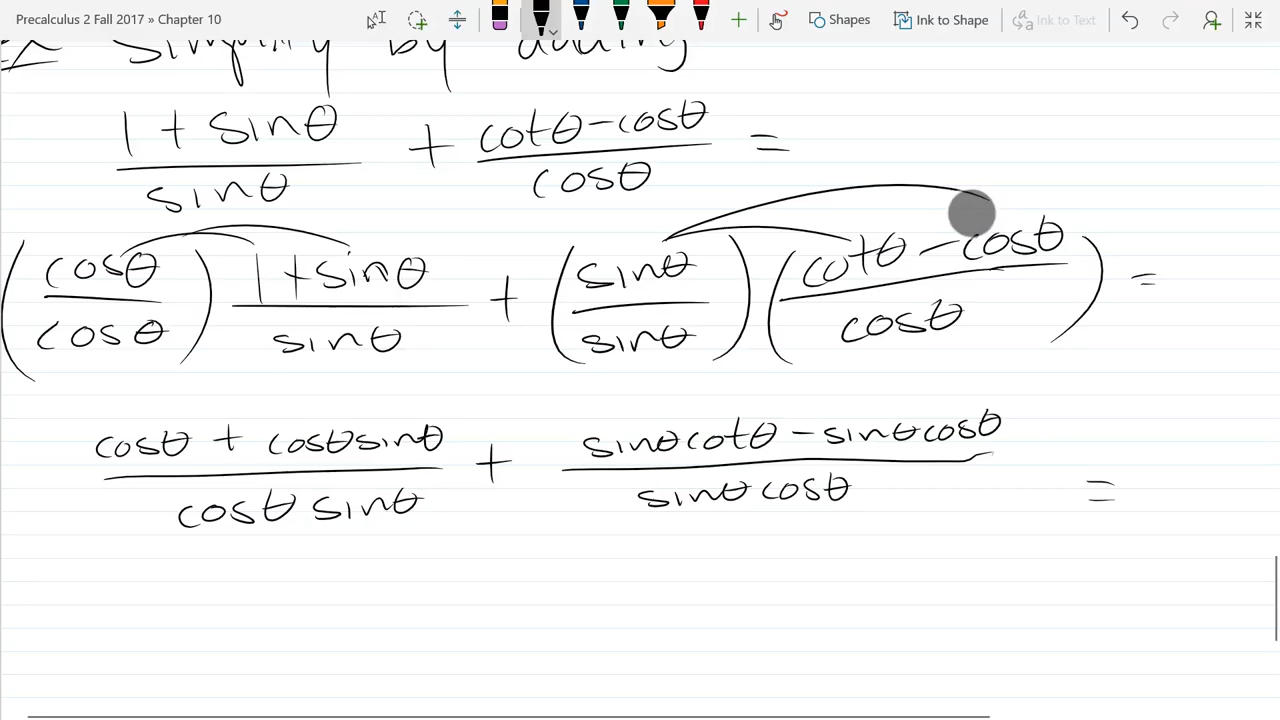 Precalculus 2 Fall 2017 » Chapter 10 Shapes Ink to Shape Ink to Text
Ex Simplify by adding
1 + sinθ / sinθ + cotθ - cosθ / cosθ =
(cosθ / cosθ) 1 + sinθ / sinθ + (sinθ / sinθ) (cotθ - cosθ / cosθ) =
cosθ + cosθsinθ / cosθ sinθ + sinθcotθ - sinθcosθ / sinθ cosθ =